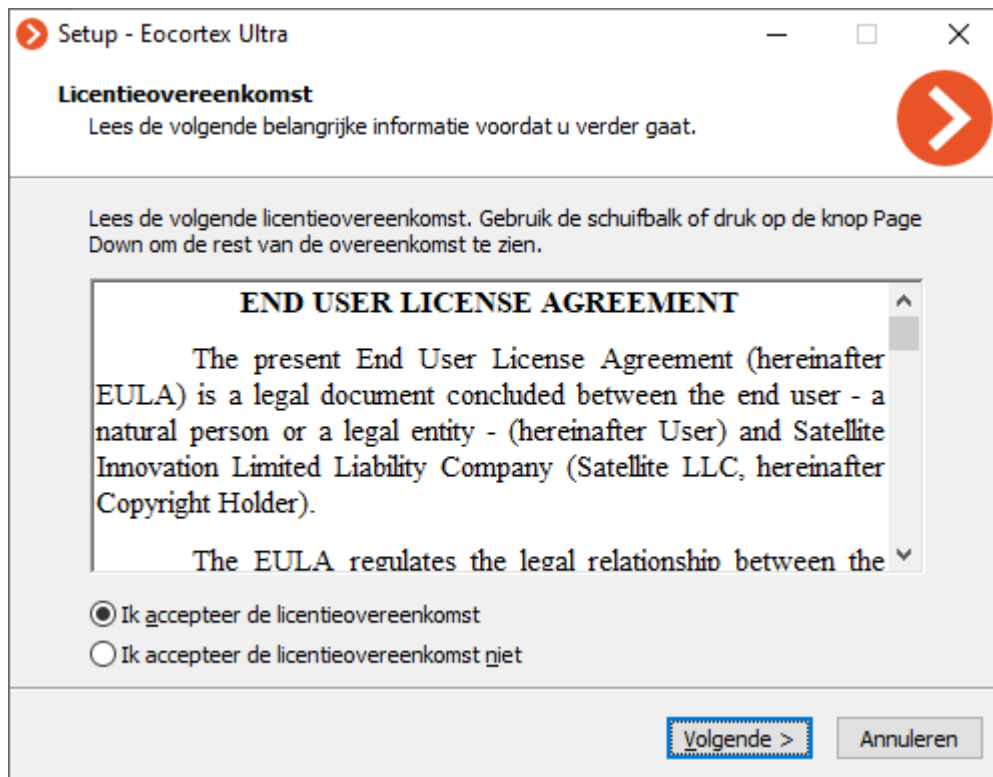 Setup - Eocortex Ultra
Licentieovereenkomst
Lees de volgende belangrijke informatie voordat u verder gaat.
Lees de volgende licentieovereenkomst. Gebruik de schuifbalk of druk op de knop Page
Down om de rest van de overeenkomst te zien.
END USER LICENSE AGREEMENT
The present End User License Agreement (hereinafter
EULA) is a legal document concluded between the end user - a
natural person or a legal entity - (hereinafter User) and Satellite
Innovation Limited Liability Company (Satellite LLC, hereinafter
Copyright Holder).
The EULA regulates the legal relationship between the
Ik accepteer de licentieovereenkomst
Ik accepteer de licentieovereenkomst niet
Volgende >
Annuleren